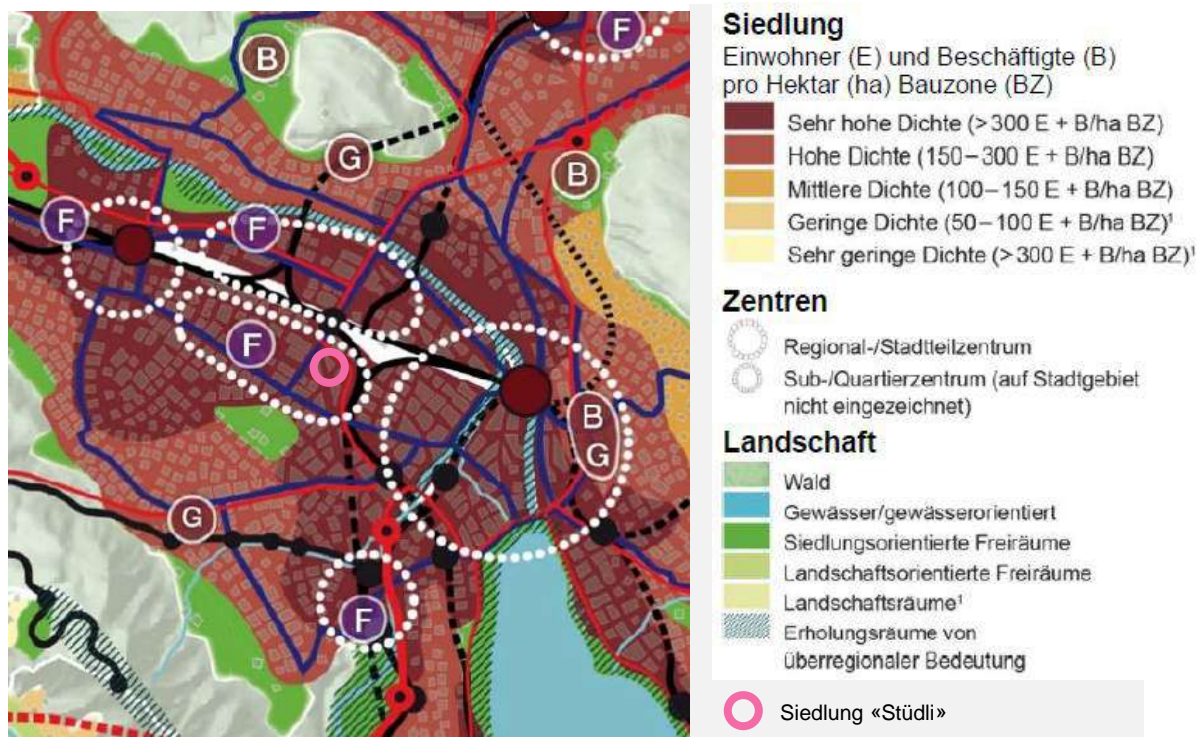 F
B
G
B
F
F
F
B
G
G
F
Siedlung
Einwohner (E) und Beschäftigte (B)
pro Hektar (ha) Bauzone (BZ)
Sehr hohe Dichte (> 300 E + B/ha BZ)
Hohe Dichte (150 – 300 E + B/ha BZ)
Mittlere Dichte (100 – 150 E + B/ha BZ)
Geringe Dichte (50 – 100 E + B/ha BZ)¹
Sehr geringe Dichte (> 300 E + B/ha BZ)¹
Zentren
Regional-/Stadtteilzentrum
Sub-/Quartierzentrum (auf Stadtgebiet
nicht eingezeichnet)
Landschaft
Wald
Gewässer/gewässerorientiert
Siedlungsorientierte Freiräume
Landschaftsorientierte Freiräume
Landschaftsräume¹
Erholungsräume von
überregionaler Bedeutung
Siedlung «Stüdli»